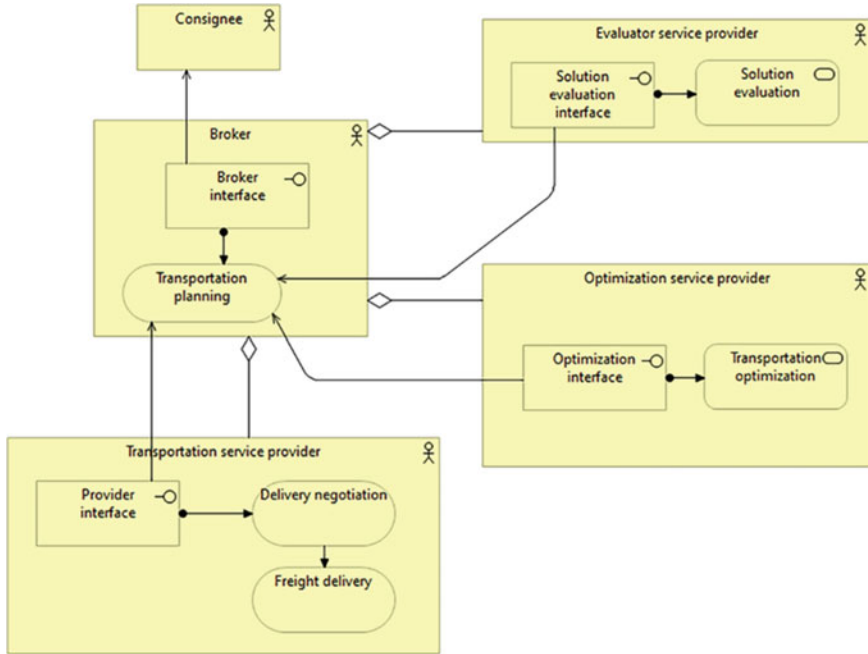 Consignee
Evaluator service provider
Solution
evaluation
interface
Solution
evaluation
Broker
Broker
interface
Transportation
planning
Optimization service provider
Optimization
interface
Transportation
optimization
Transportation service provider
Provider
interface
Delivery negotiation
Freight delivery